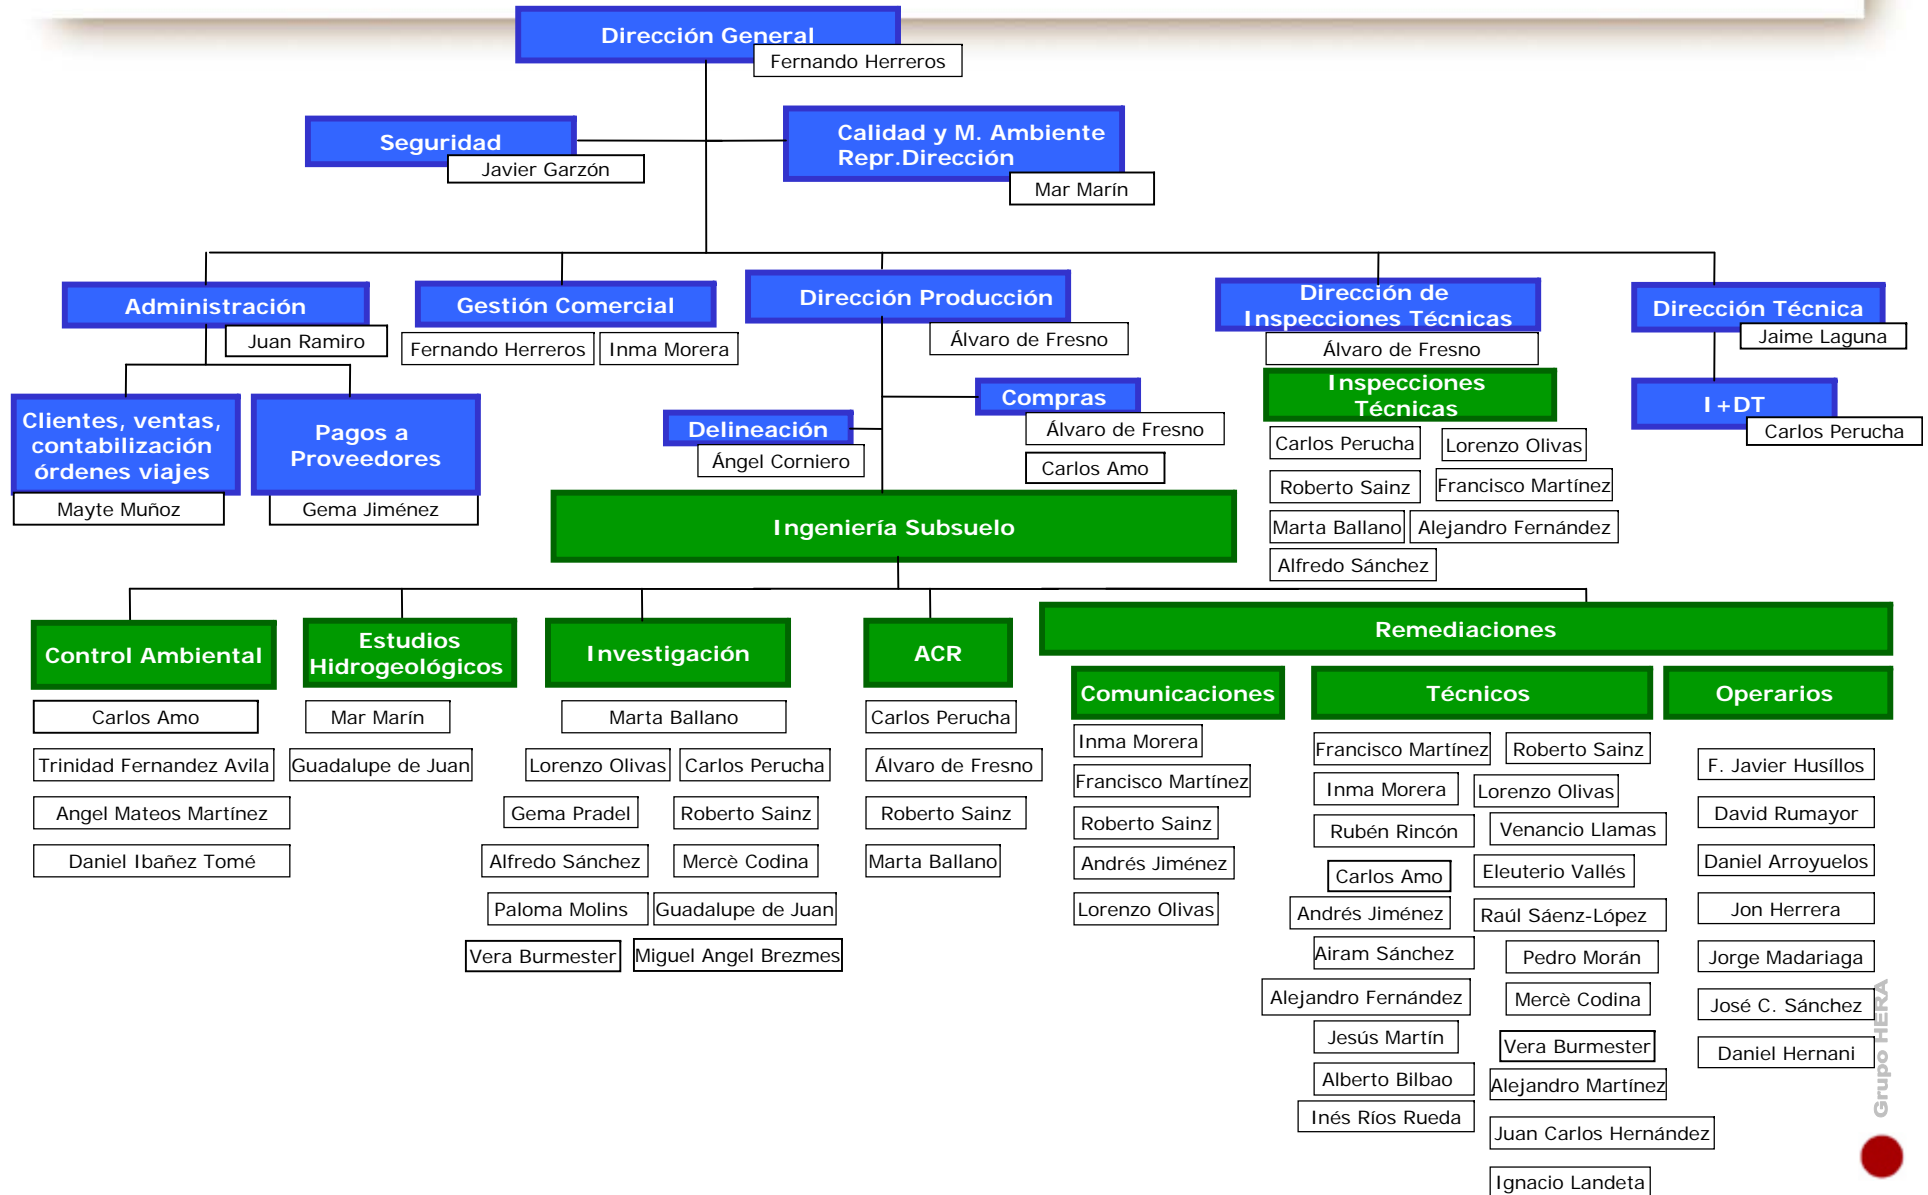 Dirección General
Fernando Herreros
Seguridad
Javier Garzón
Calidad y M. Ambiente
Repr.Dirección
Mar Marín
Administración
Juan Ramiro
Gestión Comercial
Fernando Herreros
Inma Morera
Dirección Producción
Álvaro de Fresno
Dirección de
Inspecciones Técnicas
Álvaro de Fresno
Dirección Técnica
Jaime Laguna
Clientes, ventas,
contabilización
órdenes viajes
Mayte Muñoz
Pagos a
Proveedores
Gema Jiménez
Delineación
Ángel Corniero
Compras
Álvaro de Fresno
Carlos Amo
Inspecciones
Técnicas
Carlos Perucha
Lorenzo Olivas
Roberto Sainz
Francisco Martínez
Marta Ballano
Alejandro Fernández
Alfredo Sánchez
I+DT
Carlos Perucha
Ingeniería Subsuelo
Control Ambiental
Carlos Amo
Trinidad Fernandez Avila
Angel Mateos Martínez
Daniel Ibañez Tomé
Estudios
Hidrogeológicos
Mar Marín
Guadalupe de Juan
Investigación
Marta Ballano
Lorenzo Olivas
Carlos Perucha
Gema Pradel
Roberto Sainz
Alfredo Sánchez
Mercè Codina
Paloma Molins
Guadalupe de Juan
Vera Burmester
Miguel Angel Brezmes
ACR
Carlos Perucha
Álvaro de Fresno
Roberto Sainz
Marta Ballano
Remediaciones
Comunicaciones
Inma Morera
Francisco Martínez
Roberto Sainz
Andrés Jiménez
Lorenzo Olivas
Técnicos
Francisco Martínez
Roberto Sainz
Inma Morera
Lorenzo Olivas
Rubén Rincón
Venancio Llamas
Carlos Amo
Eleuterio Vallés
Andrés Jiménez
Raúl Sáenz-López
Airam Sánchez
Pedro Morán
Alejandro Fernández
Mercè Codina
Jesús Martín
Vera Burmester
Alberto Bilbao
Alejandro Martínez
Inés Ríos Rueda
Juan Carlos Hernández
Ignacio Landeta
Operarios
F. Javier Husíllos
David Rumayor
Daniel Arroyuelos
Jon Herrera
Jorge Madariaga
José C. Sánchez
Daniel Hernani
Grupo HERA